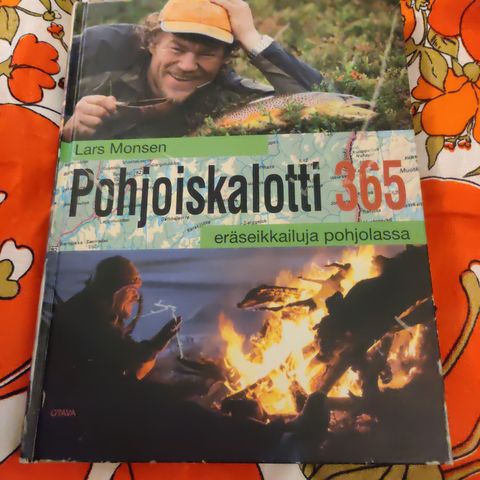 Lars Monsen
Pohjoiskalotti 365
eräseikkailuja pohjolassa
OTAVA